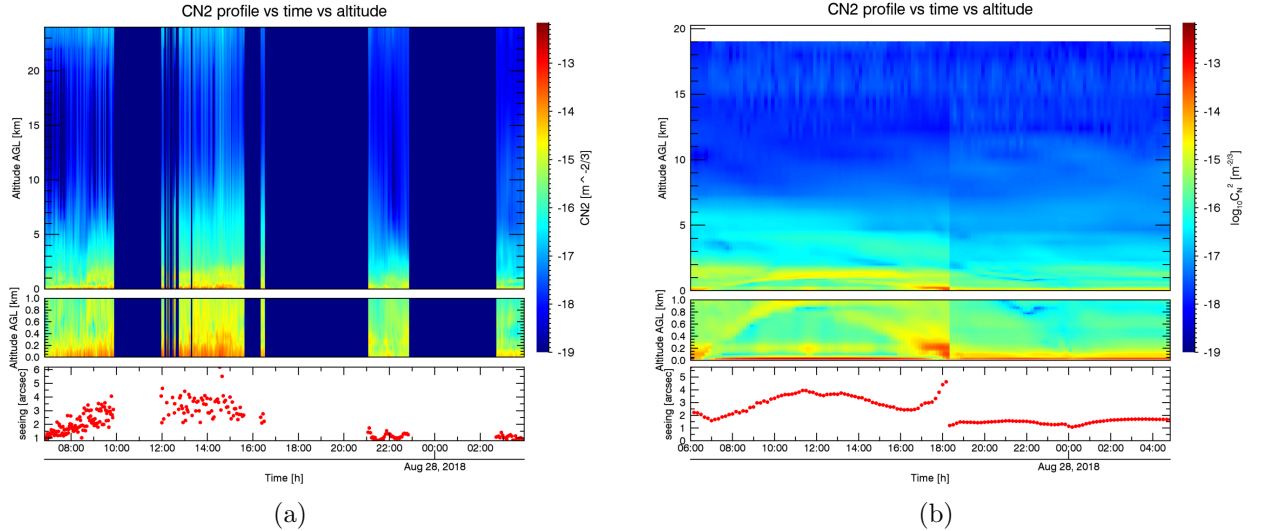 CN2 profile vs time vs altitude
20
15
10
5
0
Altitude AGL [km]
1.0
0.8
0.6
0.4
0.2
0.0
Altitude AGL [km]
6
5
4
3
2
1
seeing [arcsec]
08:00 10:00 12:00 14:00 16:00 18:00 20:00 22:00 00:00 02:00
Aug 28, 2018
Time [h]
-13
-14
-15
-16
-17
-18
-19
CN2 [m^-2/3]
(a)
CN2 profile vs time vs altitude
20
15
10
5
0
Altitude AGL [km]
1.0
0.8
0.6
0.4
0.2
0.0
Altitude AGL [km]
5
4
3
2
1
0
seeing [arcsec]
06:00 08:00 10:00 12:00 14:00 16:00 18:00 20:00 22:00 00:00 02:00 04:00
Aug 28, 2018
Time [h]
-13
-14
-15
-16
-17
-18
-19
log₁₀C_N² [m⁻²/³]
(b)